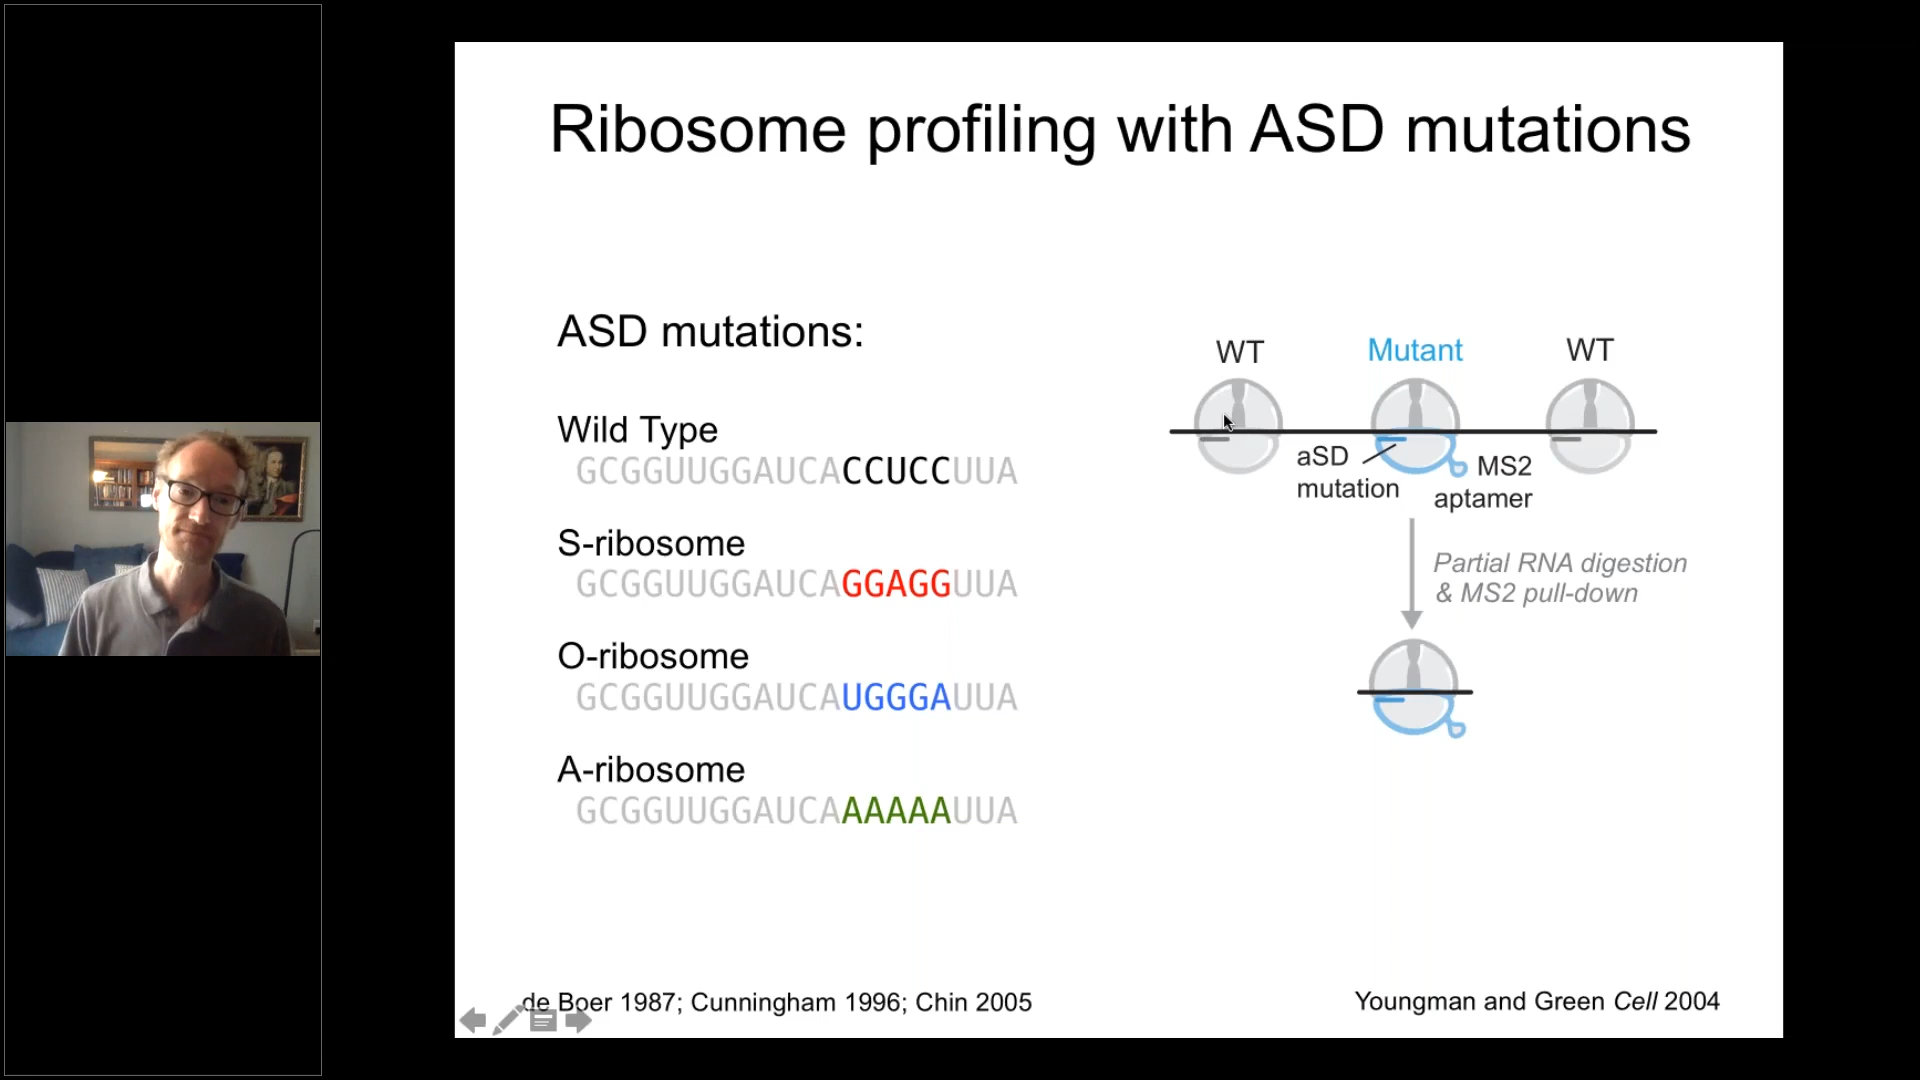 Ribosome profiling with ASD mutations
ASD mutations:
Wild Type
GCGGUUGGAUCACCUCCUUA
S-ribosome
GCGGUUGGAUCAGGAGGUUA
O-ribosome
GCGGUUGGAUCAUGGGAUUA
A-ribosome
GCGGUUGGAUCAAAAAAUUA
WT
Mutant
WT
aSD
mutation
MS2
aptamer
Partial RNA digestion
& MS2 pull-down
de Boer 1987; Cunningham 1996; Chin 2005
Youngman and Green Cell 2004